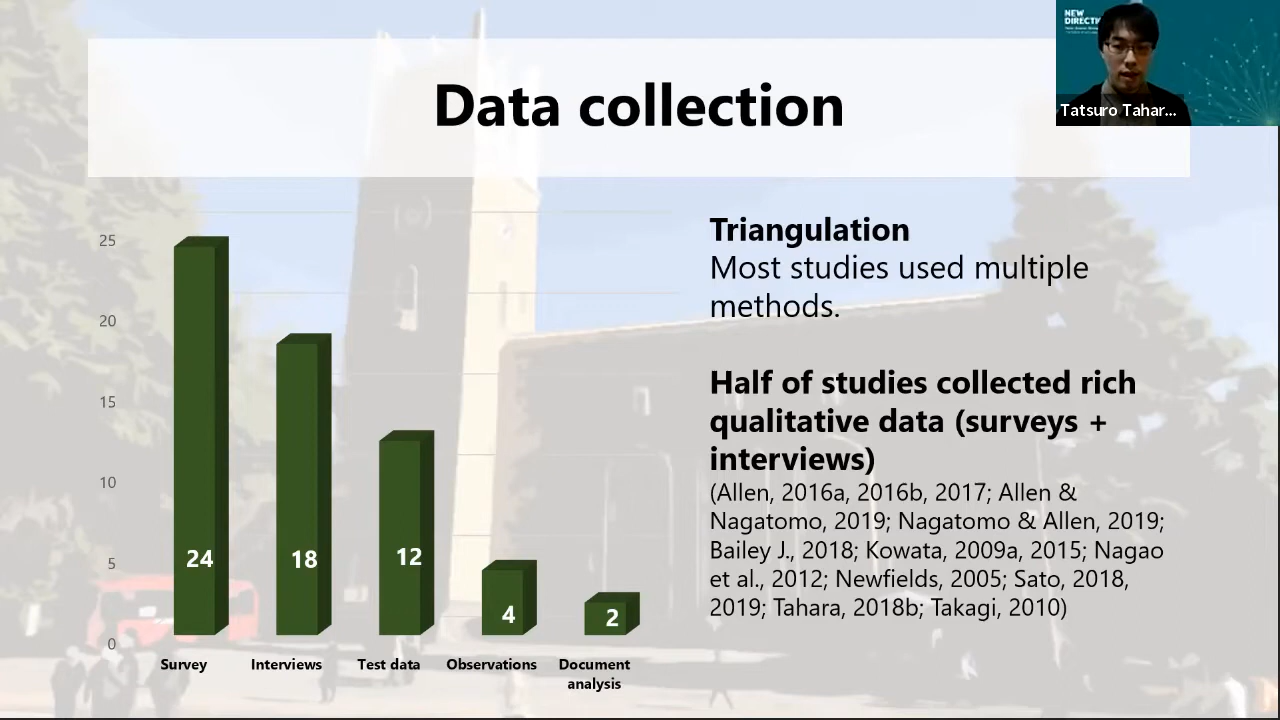 NEW
Data collection
Tatsuro Tahar...
25
20
15
10
5
0
24
18
12
4
2
Survey
Interviews
Test data
Observations
Document
analysis
Triangulation
Most studies used multiple
methods.
Half of studies collected rich
qualitative data (surveys +
interviews)
(Allen, 2016a, 2016b, 2017; Allen &
Nagatomo, 2019; Nagatomo & Allen, 2019;
Bailey J., 2018; Kowata, 2009a, 2015; Nagao
et al., 2012; Newfields, 2005; Sato, 2018,
2019; Tahara, 2018b; Takagi, 2010)